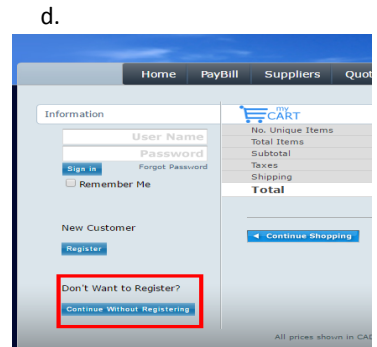 d.
Home PayBill Suppliers Quot
Information
my
CART
User Name
Password
Sign in Forgot Password
Remember Me
No. Unique Items
Total Items
Subtotal
Taxes
Shipping
Total
New Customer
Register
Continue Shopping
Don't Want to Register?
Continue Without Registering
All prices shown in CAD